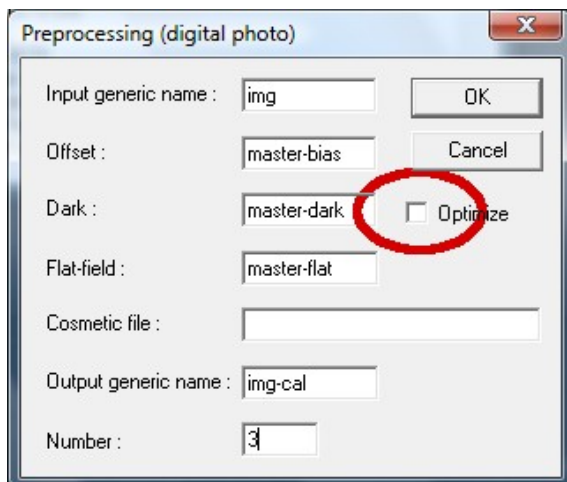 Preprocessing (digital photo)
Input generic name : img OK
Offset : master-bias Cancel
Dark : master-dark Optimize
Flat-field : master-flat
Cosmetic file :
Output generic name : img-cal
Number : 3